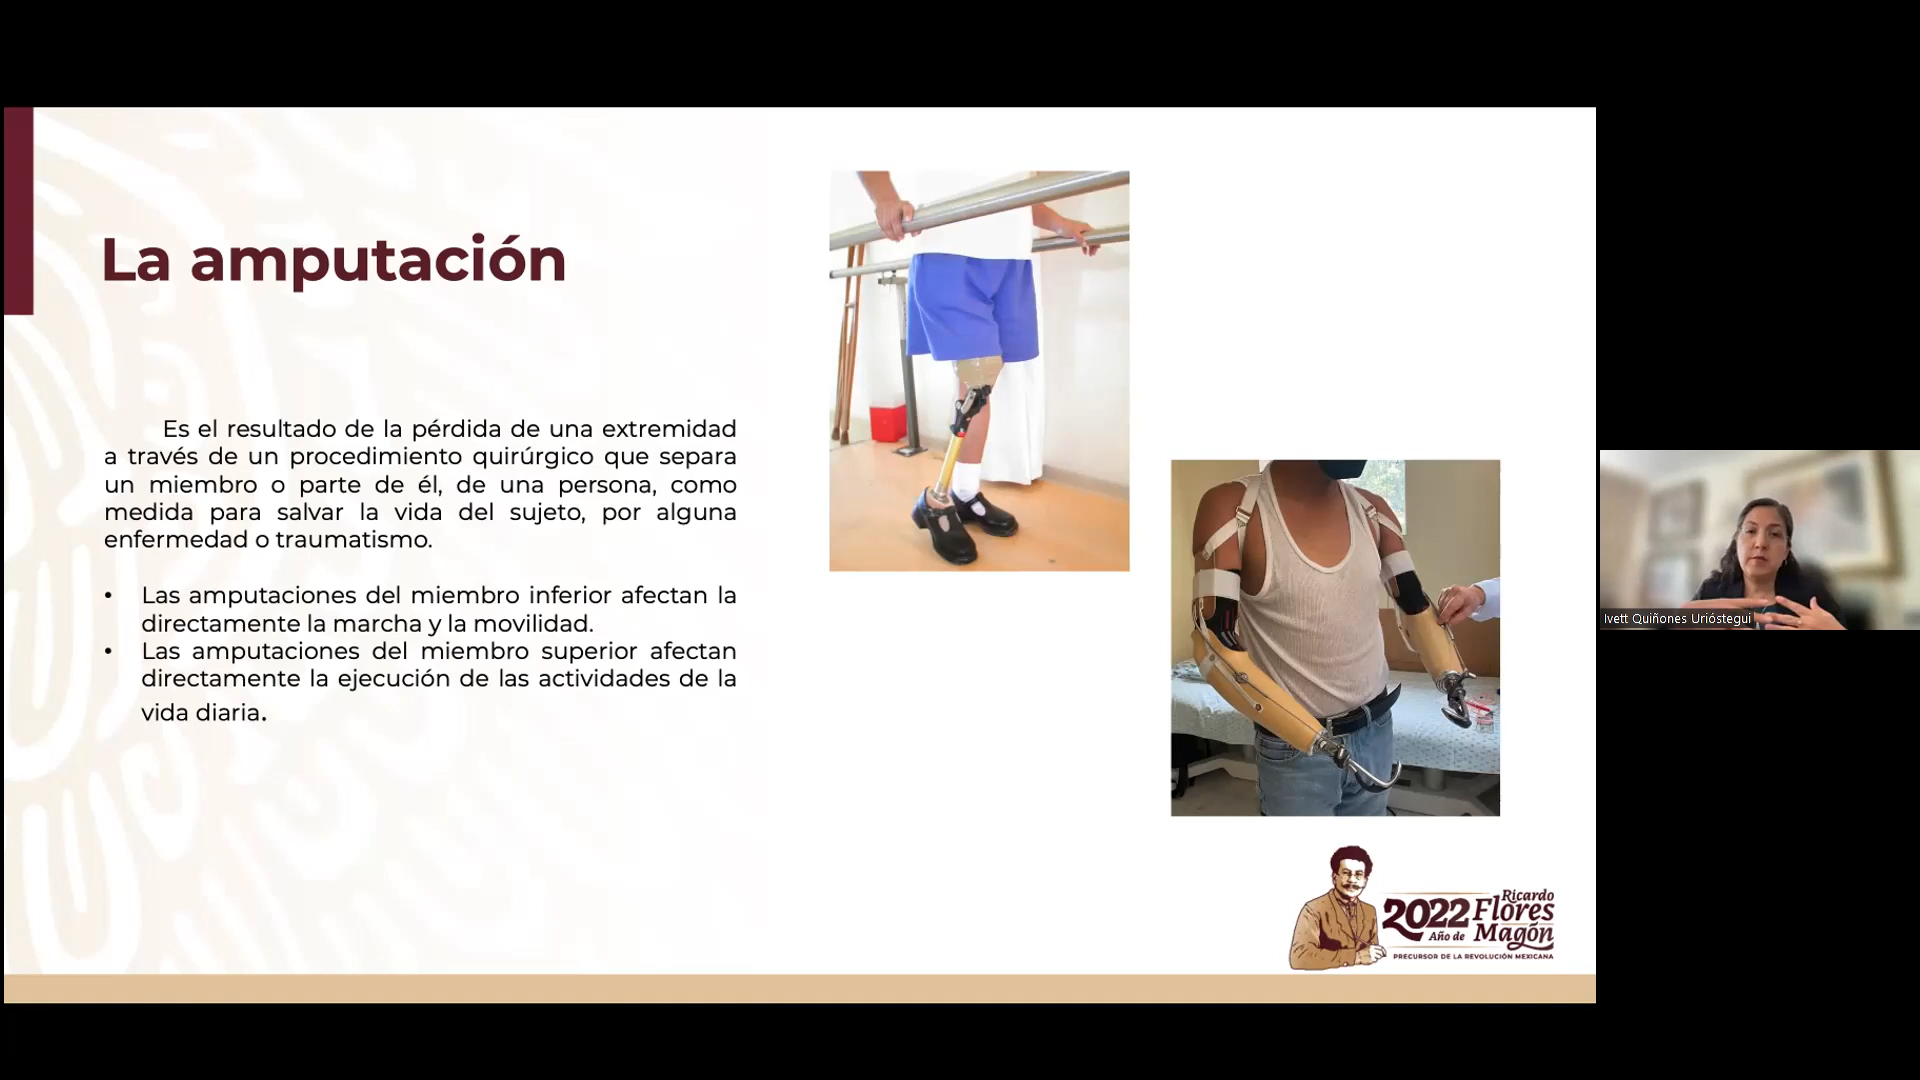 La amputación
Es el resultado de la pérdida de una extremidad
a través de un procedimiento quirúrgico que separa
un miembro o parte de él, de una persona, como
medida para salvar la vida del sujeto, por alguna
enfermedad o traumatismo.
• Las amputaciones del miembro inferior afectan la
directamente la marcha y la movilidad.
• Las amputaciones del miembro superior afectan
directamente la ejecución de las actividades de la
vida diaria.
Ivett Quiñones Urióstegui
2022 Ricardo
Flores
Año de Magón
PRECURSOR DE LA REVOLUCIÓN MEXICANA